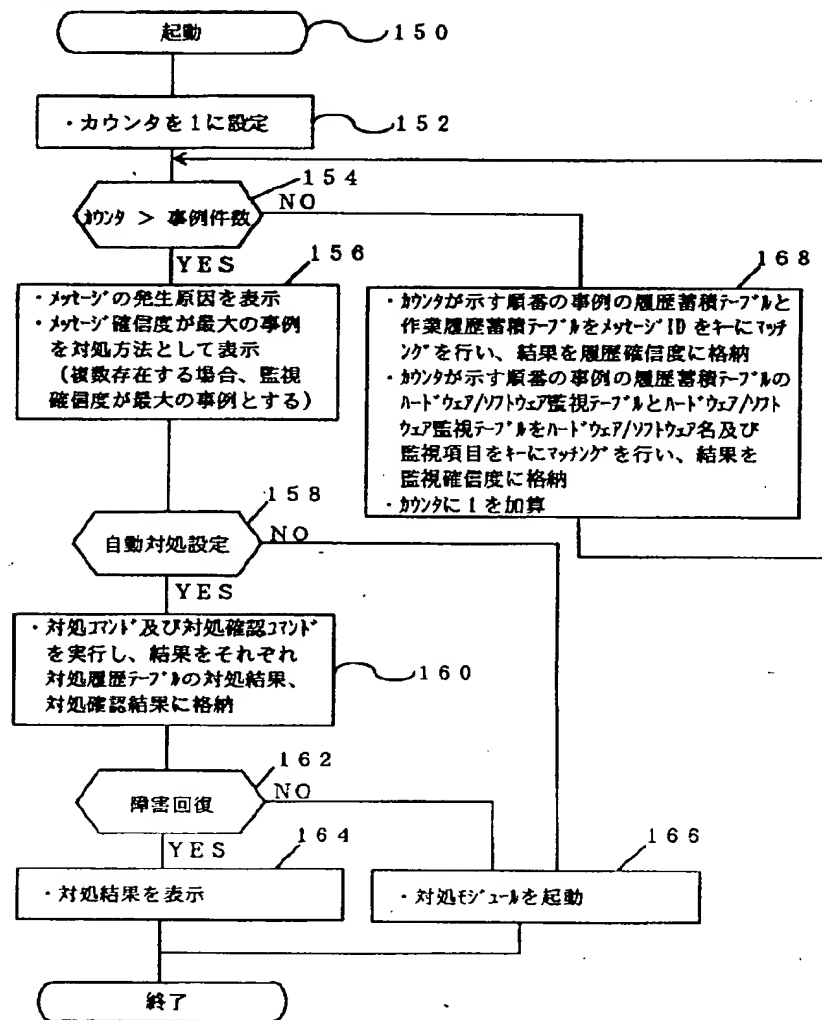 起動
150
・カウンタを1に設定
152
154
カウンタ > 事例件数
NO
YES
156
・メッセージの発生原因を表示
・メッセージ確信度が最大の事例
を対処方法として表示
(複数存在する場合、監視
確信度が最大の事例とする)
168
・カウンタが示す順番の事例の履歴蓄積テーブルと
作業履歴蓄積テーブルをメッセージIDをキーにマッチ
ングを行い、結果を履歴確信度に格納
・カウンタが示す順番の事例の履歴蓄積テーブルの
ハードウェア/ソフトウェア監視テーブルとハードウェア/ソフト
ウェア監視テーブルをハードウェア/ソフトウェア名及び
監視項目をキーにマッチングを行い、結果を
監視確信度に格納
・カウンタに1を加算
158
自動対処設定
NO
YES
・対処コマンド及び対処確認コマンド
を実行し、結果をそれぞれ
対処履歴テーブルの対処結果、
対処確認結果に格納
160
162
障害回復
NO
YES
164
・対処結果を表示
166
・対処モジュールを起動
終了